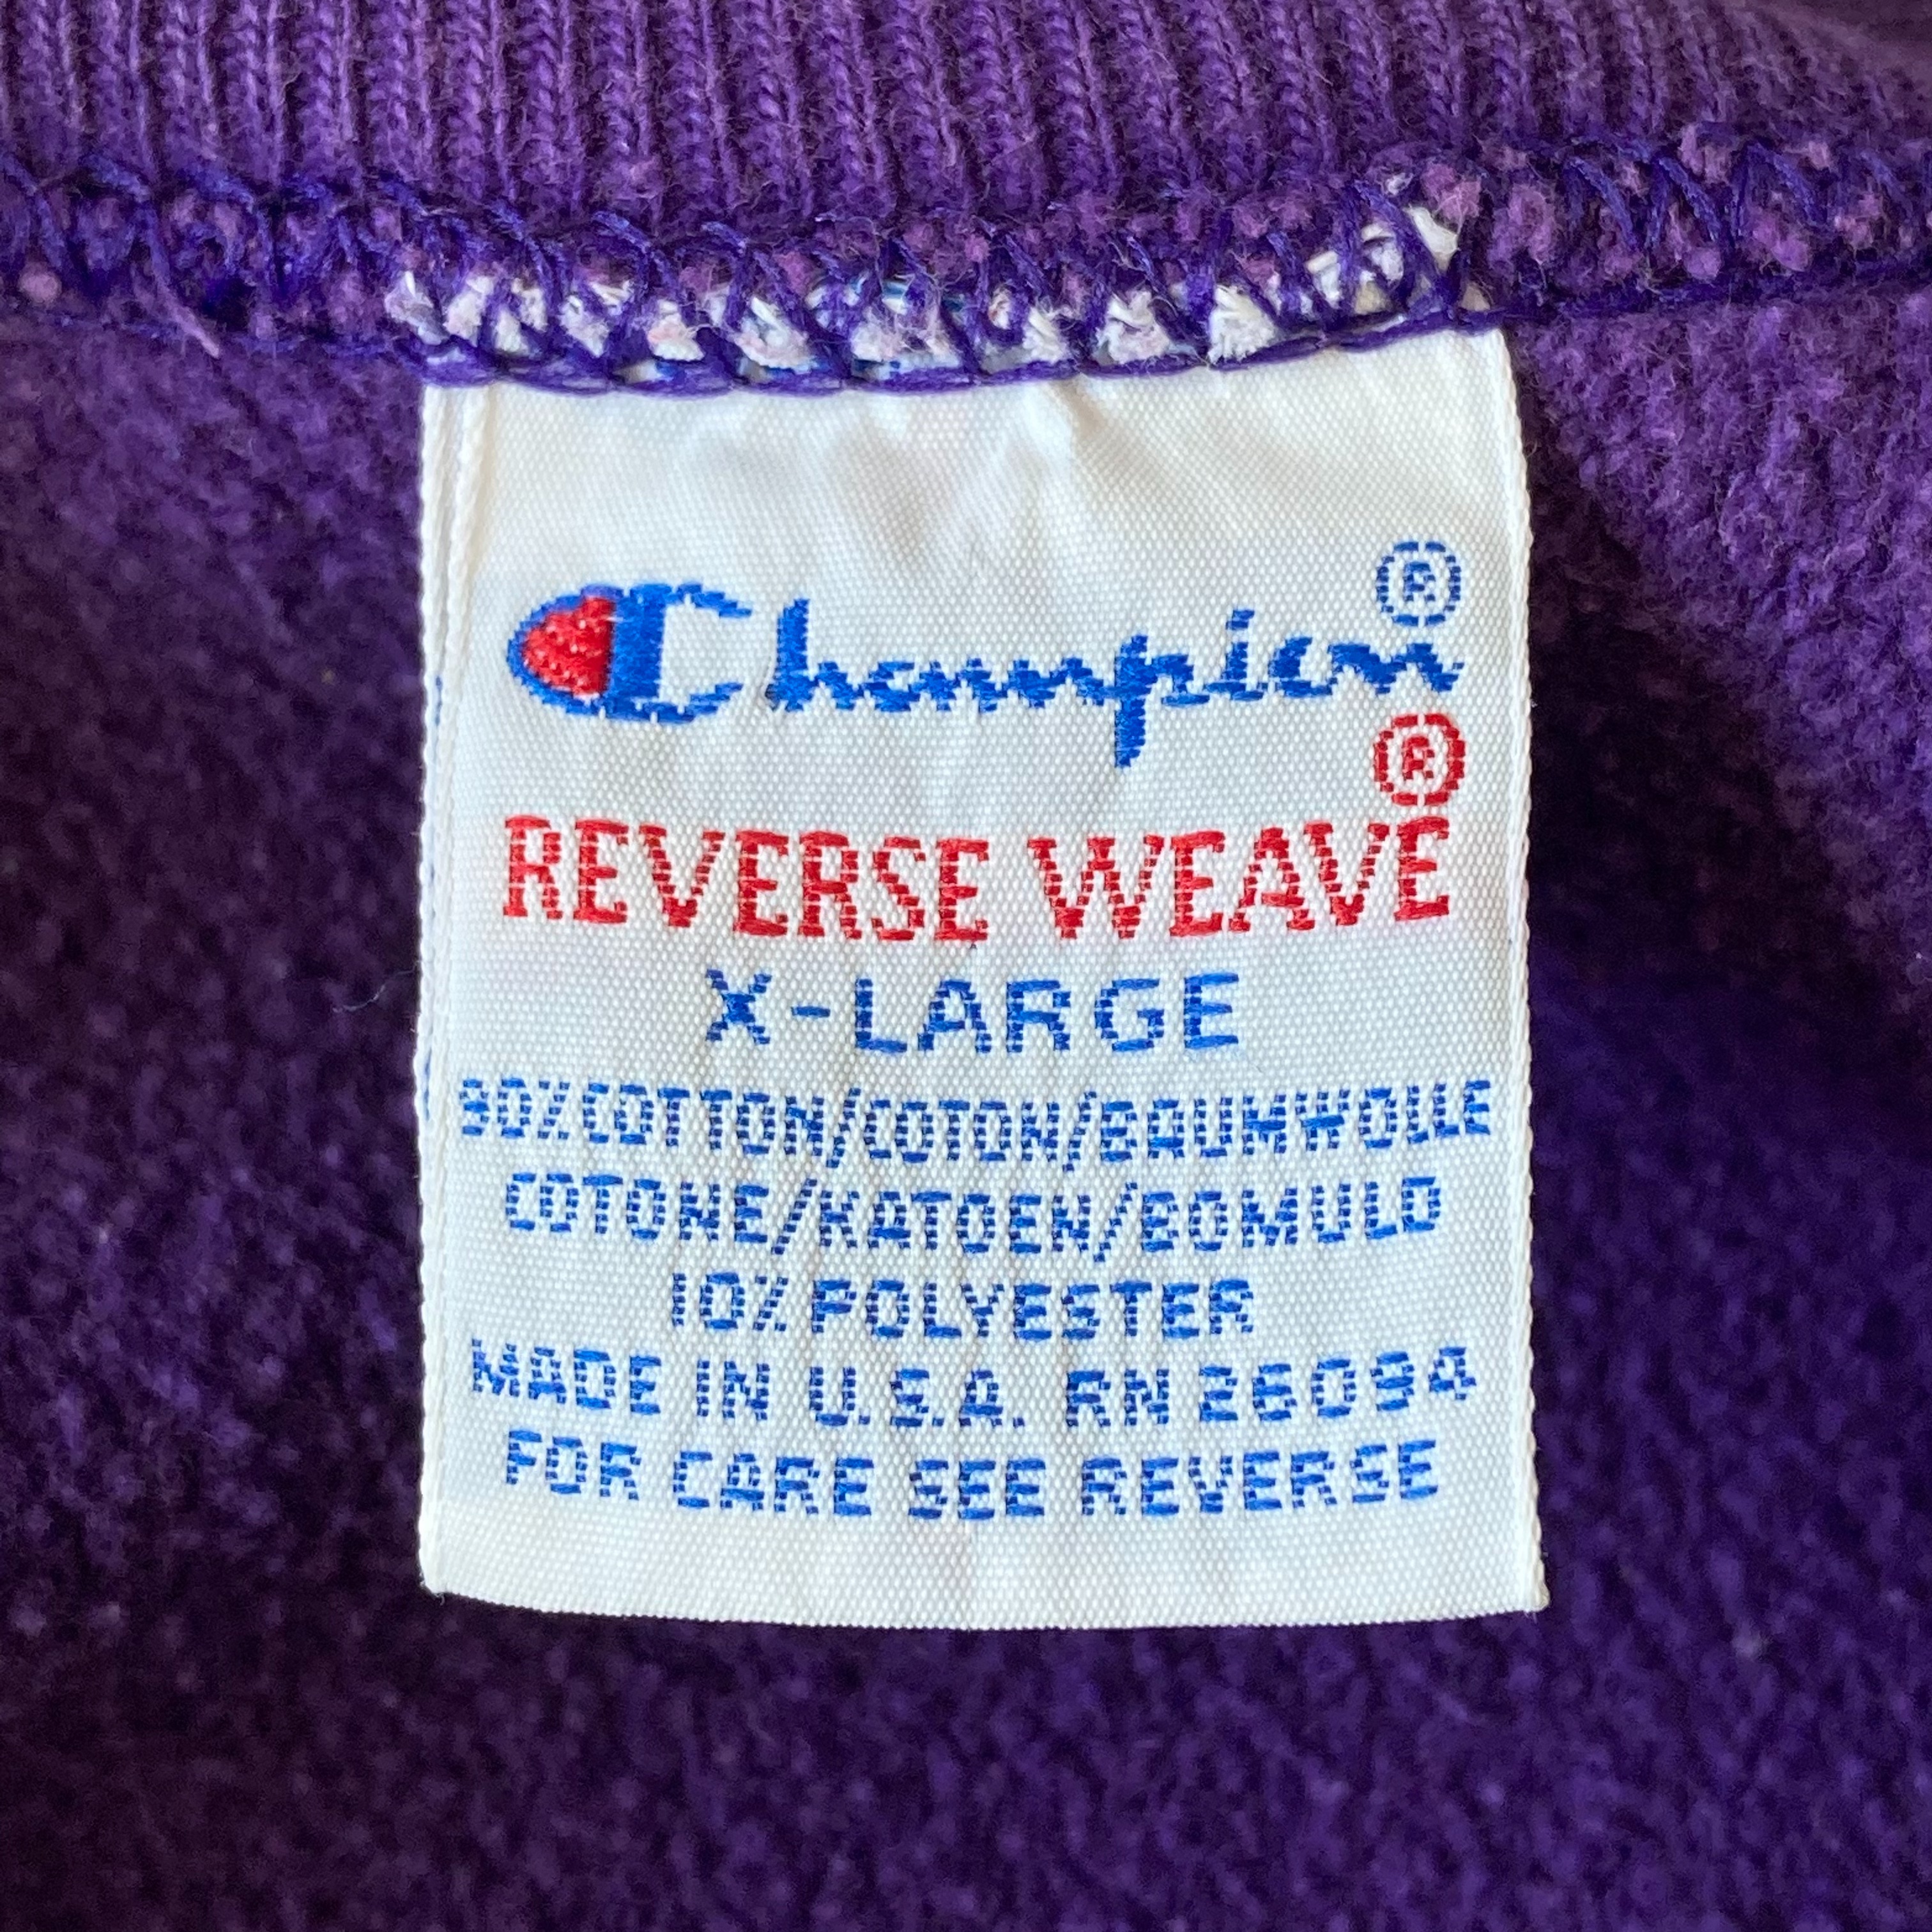 Champion®
REVERSE WEAVE®
X-LARGE
90% COTTON/COTON/BAUMWOLLE
COTONE/KATOEN/BOMULD
10% POLYESTER
MADE IN U.S.A. RN 26094
FOR CARE SEE REVERSE